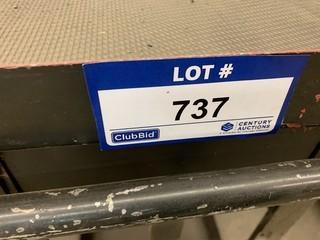 LOT #
737
ClubBid
CENTURY
AUCTIONS